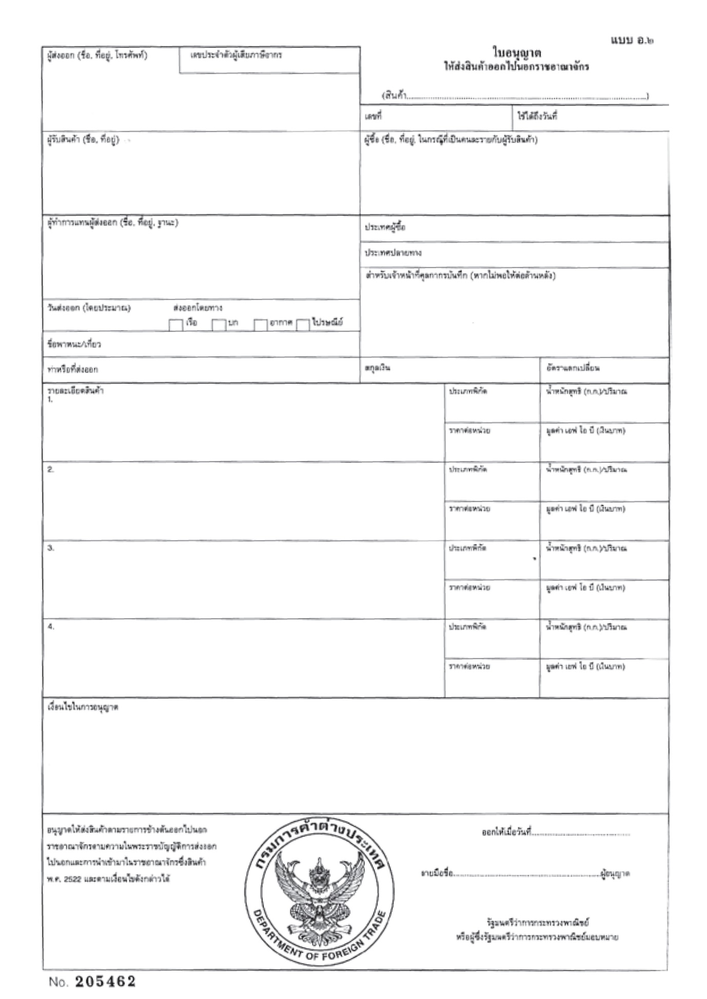 แบบ อ.๒
ใบอนุญาต
ให้ส่งสินค้าออกไปนอกราชอาณาจักร
(สินค้า..........................................................................................)
ผู้ส่งออก (ชื่อ, ที่อยู่, โทรศัพท์)
เลขประจำตัวผู้เสียภาษีอากร
เลขที่
ใช้ได้ถึงวันที่
ผู้รับสินค้า (ชื่อ, ที่อยู่)
ผู้ซื้อ (ชื่อ, ที่อยู่, ในกรณีที่เป็นคนละรายกับผู้รับสินค้า)
ผู้ทำการแทนผู้ส่งออก (ชื่อ, ที่อยู่, ฐานะ)
ประเทศผู้ซื้อ
ประเทศปลายทาง
สำหรับเจ้าหน้าที่ศุลกากรบันทึก (หากไม่พอให้ต่อด้านหลัง)
วันส่งออก (โดยประมาณ)
ส่งออกโดยทาง
เรือ บก อากาศ ไปรษณีย์
ชื่อพาหนะ/เที่ยว
ท่าหรือที่ส่งออก
สกุลเงิน
อัตราแลกเปลี่ยน
รายละเอียดสินค้า
1.
ประเภทพิกัด
น้ำหนักสุทธิ (ก.ก.)/ปริมาณ
ราคาต่อหน่วย
มูลค่า เอฟ โอ บี (เงินบาท)
2.
ประเภทพิกัด
น้ำหนักสุทธิ (ก.ก.)/ปริมาณ
ราคาต่อหน่วย
มูลค่า เอฟ โอ บี (เงินบาท)
3.
ประเภทพิกัด
น้ำหนักสุทธิ (ก.ก.)/ปริมาณ
ราคาต่อหน่วย
มูลค่า เอฟ โอ บี (เงินบาท)
4.
ประเภทพิกัด
น้ำหนักสุทธิ (ก.ก.)/ปริมาณ
ราคาต่อหน่วย
มูลค่า เอฟ โอ บี (เงินบาท)
เงื่อนไขในการอนุญาต
อนุญาตให้ส่งสินค้าตามรายการข้างต้นออกไปนอก
ราชอาณาจักรตามความในพระราชบัญญัติการส่งออก
ไปนอกและการนำเข้ามาในราชอาณาจักรซึ่งสินค้า
พ.ศ. 2522 และตามเงื่อนไขดังกล่าวได้
กรมการค้าต่างประเทศ
DEPARTMENT OF FOREIGN TRADE
ออกให้เมื่อวันที่........................................
ลายมือชื่อ............................................................ผู้อนุญาต
รัฐมนตรีว่าการกระทรวงพาณิชย์
หรือผู้ซึ่งรัฐมนตรีว่าการกระทรวงพาณิชย์มอบหมาย
No. 205462